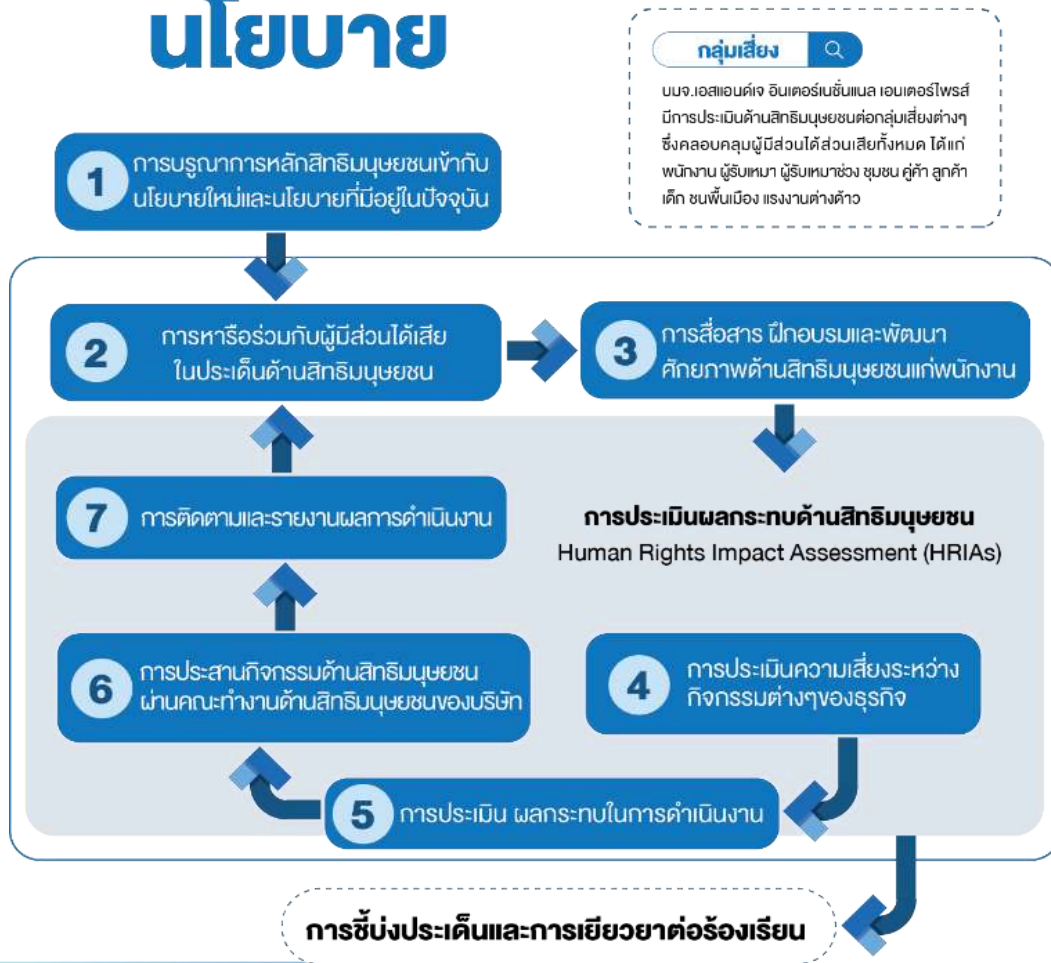 นโยบาย
กลุ่มเสี่ยง
บมจ.เอสแอนด์เจ อินเตอร์เนชั่นแนล เอนเตอร์ไพรส์
มีการประเมินด้านสิทธิมนุษยชนต่อกลุ่มเสี่ยงต่างๆ
ซึ่งคลอบคลุมผู้มีส่วนได้ส่วนเสียทั้งหมด ได้แก่
พนักงาน ผู้รับเหมา ผู้รับเหมาช่วง ชุมชน คู่ค้า ลูกค้า
เด็ก ชนพื้นเมือง แรงงานต่างด้าว
1
การบรูณาการหลักสิทธิมนุษยชนเข้ากับ
นโยบายใหม่และนโยบายที่มีอยู่ในปัจจุบัน
2
การหารือร่วมกับผู้มีส่วนได้เสีย
ในประเด็นด้านสิทธิมนุษยชน
3
การสื่อสาร ฝึกอบรมและพัฒนา
ศักยภาพด้านสิทธิมนุษยชนแก่พนักงาน
7
การติดตามและรายงานผลการดำเนินงาน
การประเมินผลกระทบด้านสิทธิมนุษยชน
Human Rights Impact Assessment (HRIAs)
6
การประสานกิจกรรมด้านสิทธิมนุษยชน
ผ่านคณะทำงานด้านสิทธิมนุษยชนของบริษัท
4
การประเมินความเสี่ยงระหว่าง
กิจกรรมต่างๆของธุรกิจ
5
การประเมิน ผลกระทบในการดำเนินงาน
การชี้บ่งประเด็นและการเยียวยาต่อร้องเรียน